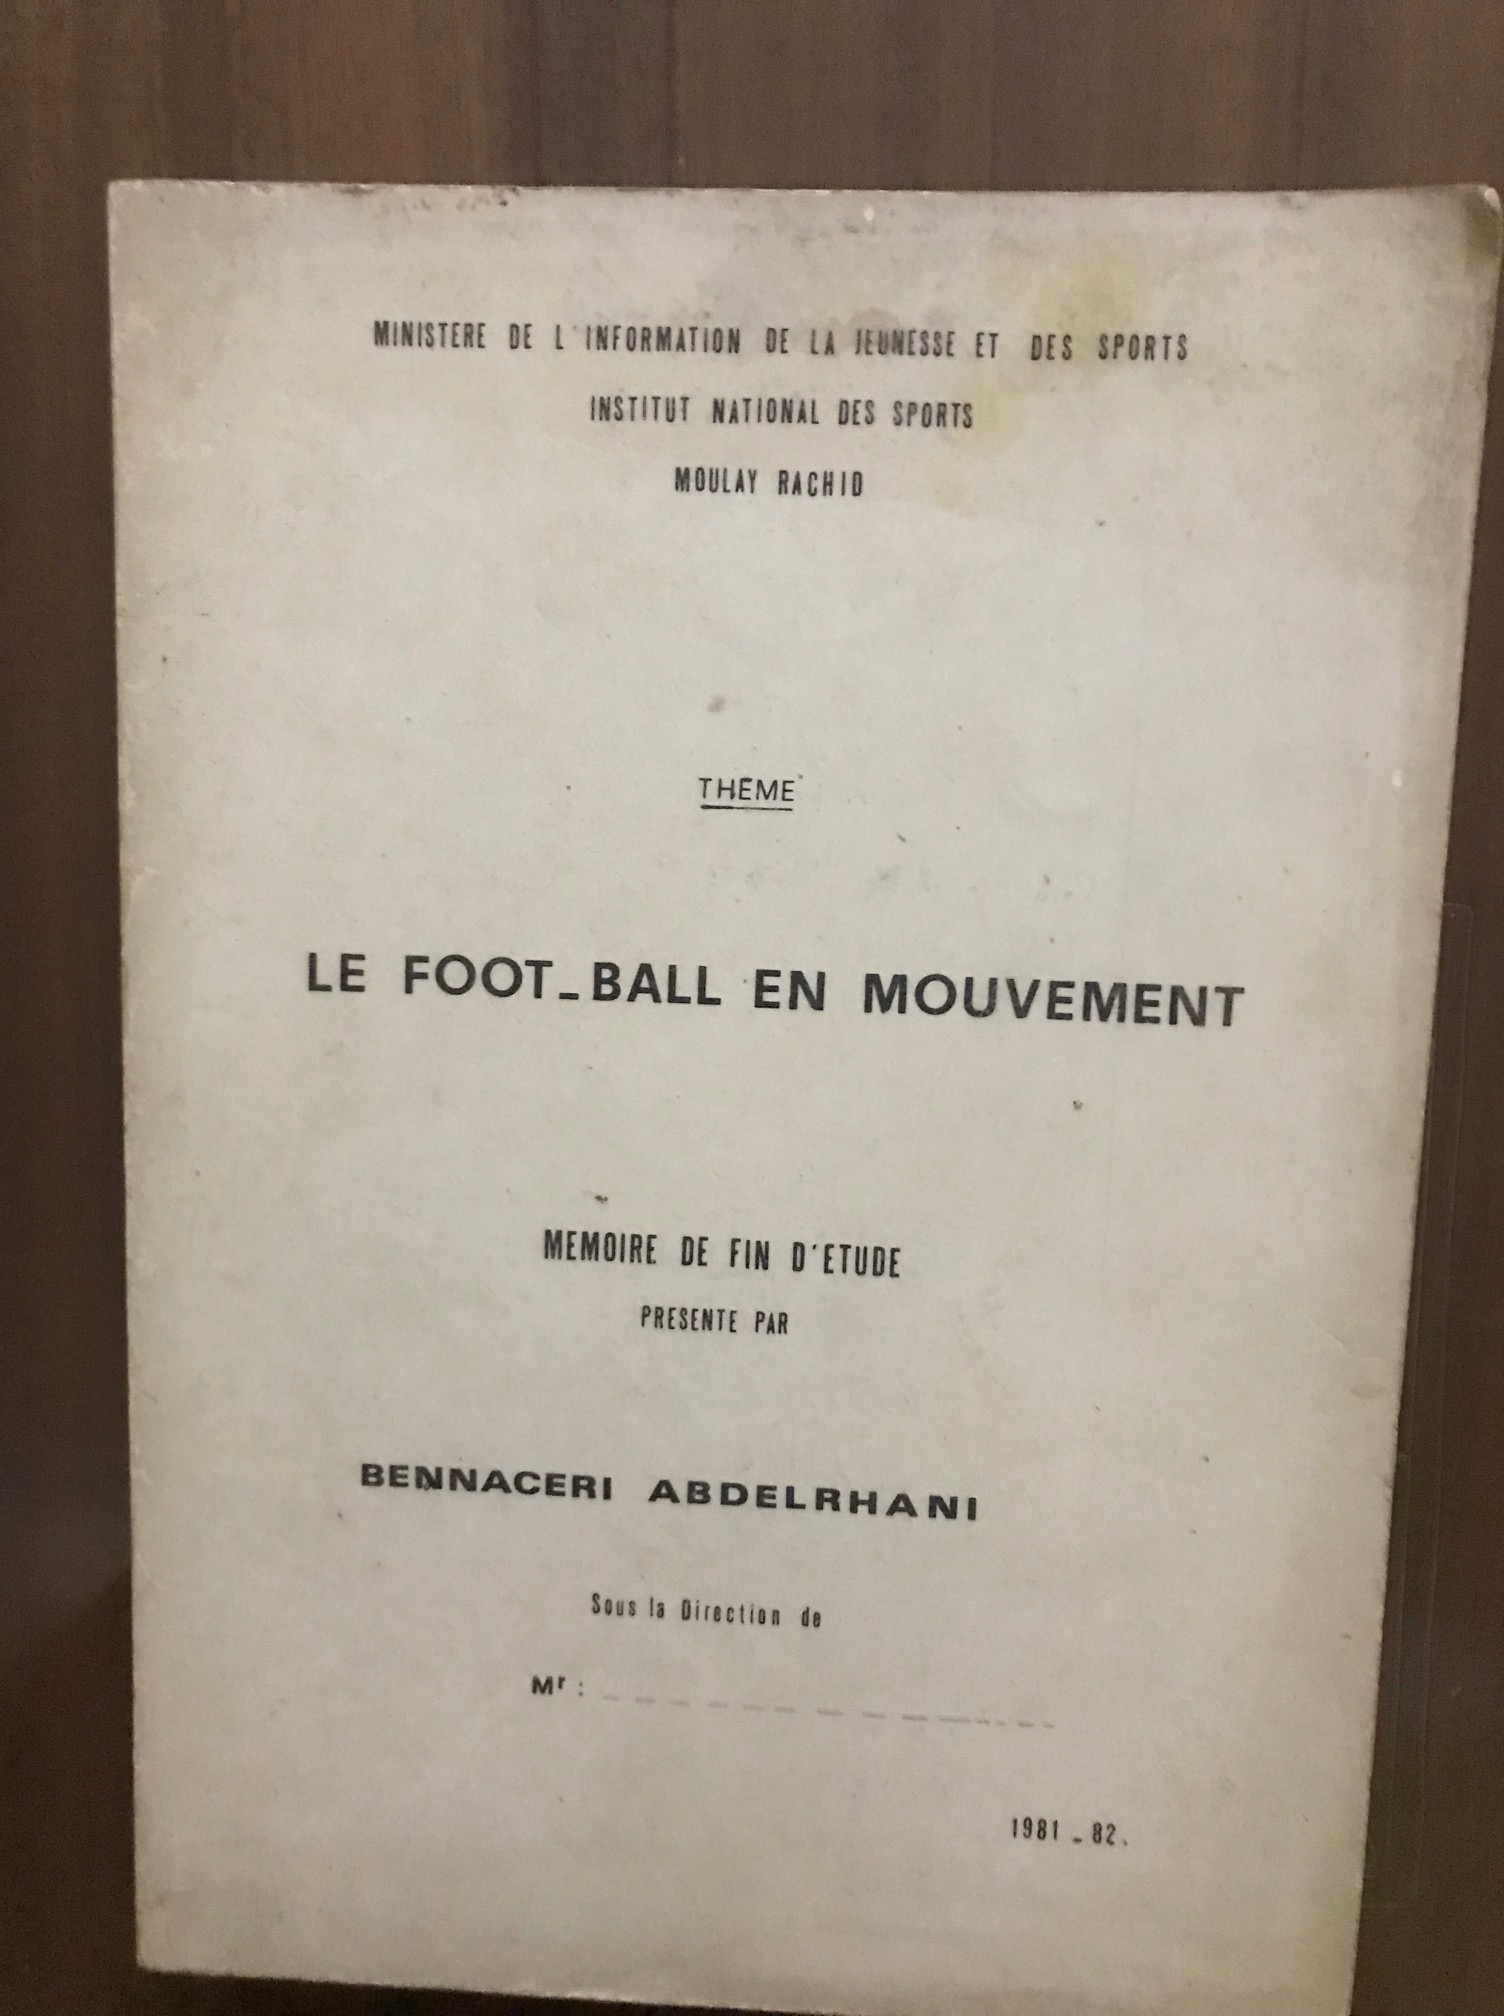 MINISTERE DE L'INFORMATION DE LA JEUNESSE ET DES SPORTS
INSTITUT NATIONAL DES SPORTS
MOULAY RACHID
THEME
LE FOOT_BALL EN MOUVEMENT
MEMOIRE DE FIN D'ETUDE
PRESENTE PAR
BENNACERI ABDELRHANI
Sous la Direction de
Mr : _ _ _ _ _ _ _ _ _ _ _ _ _
1981 _ 82.